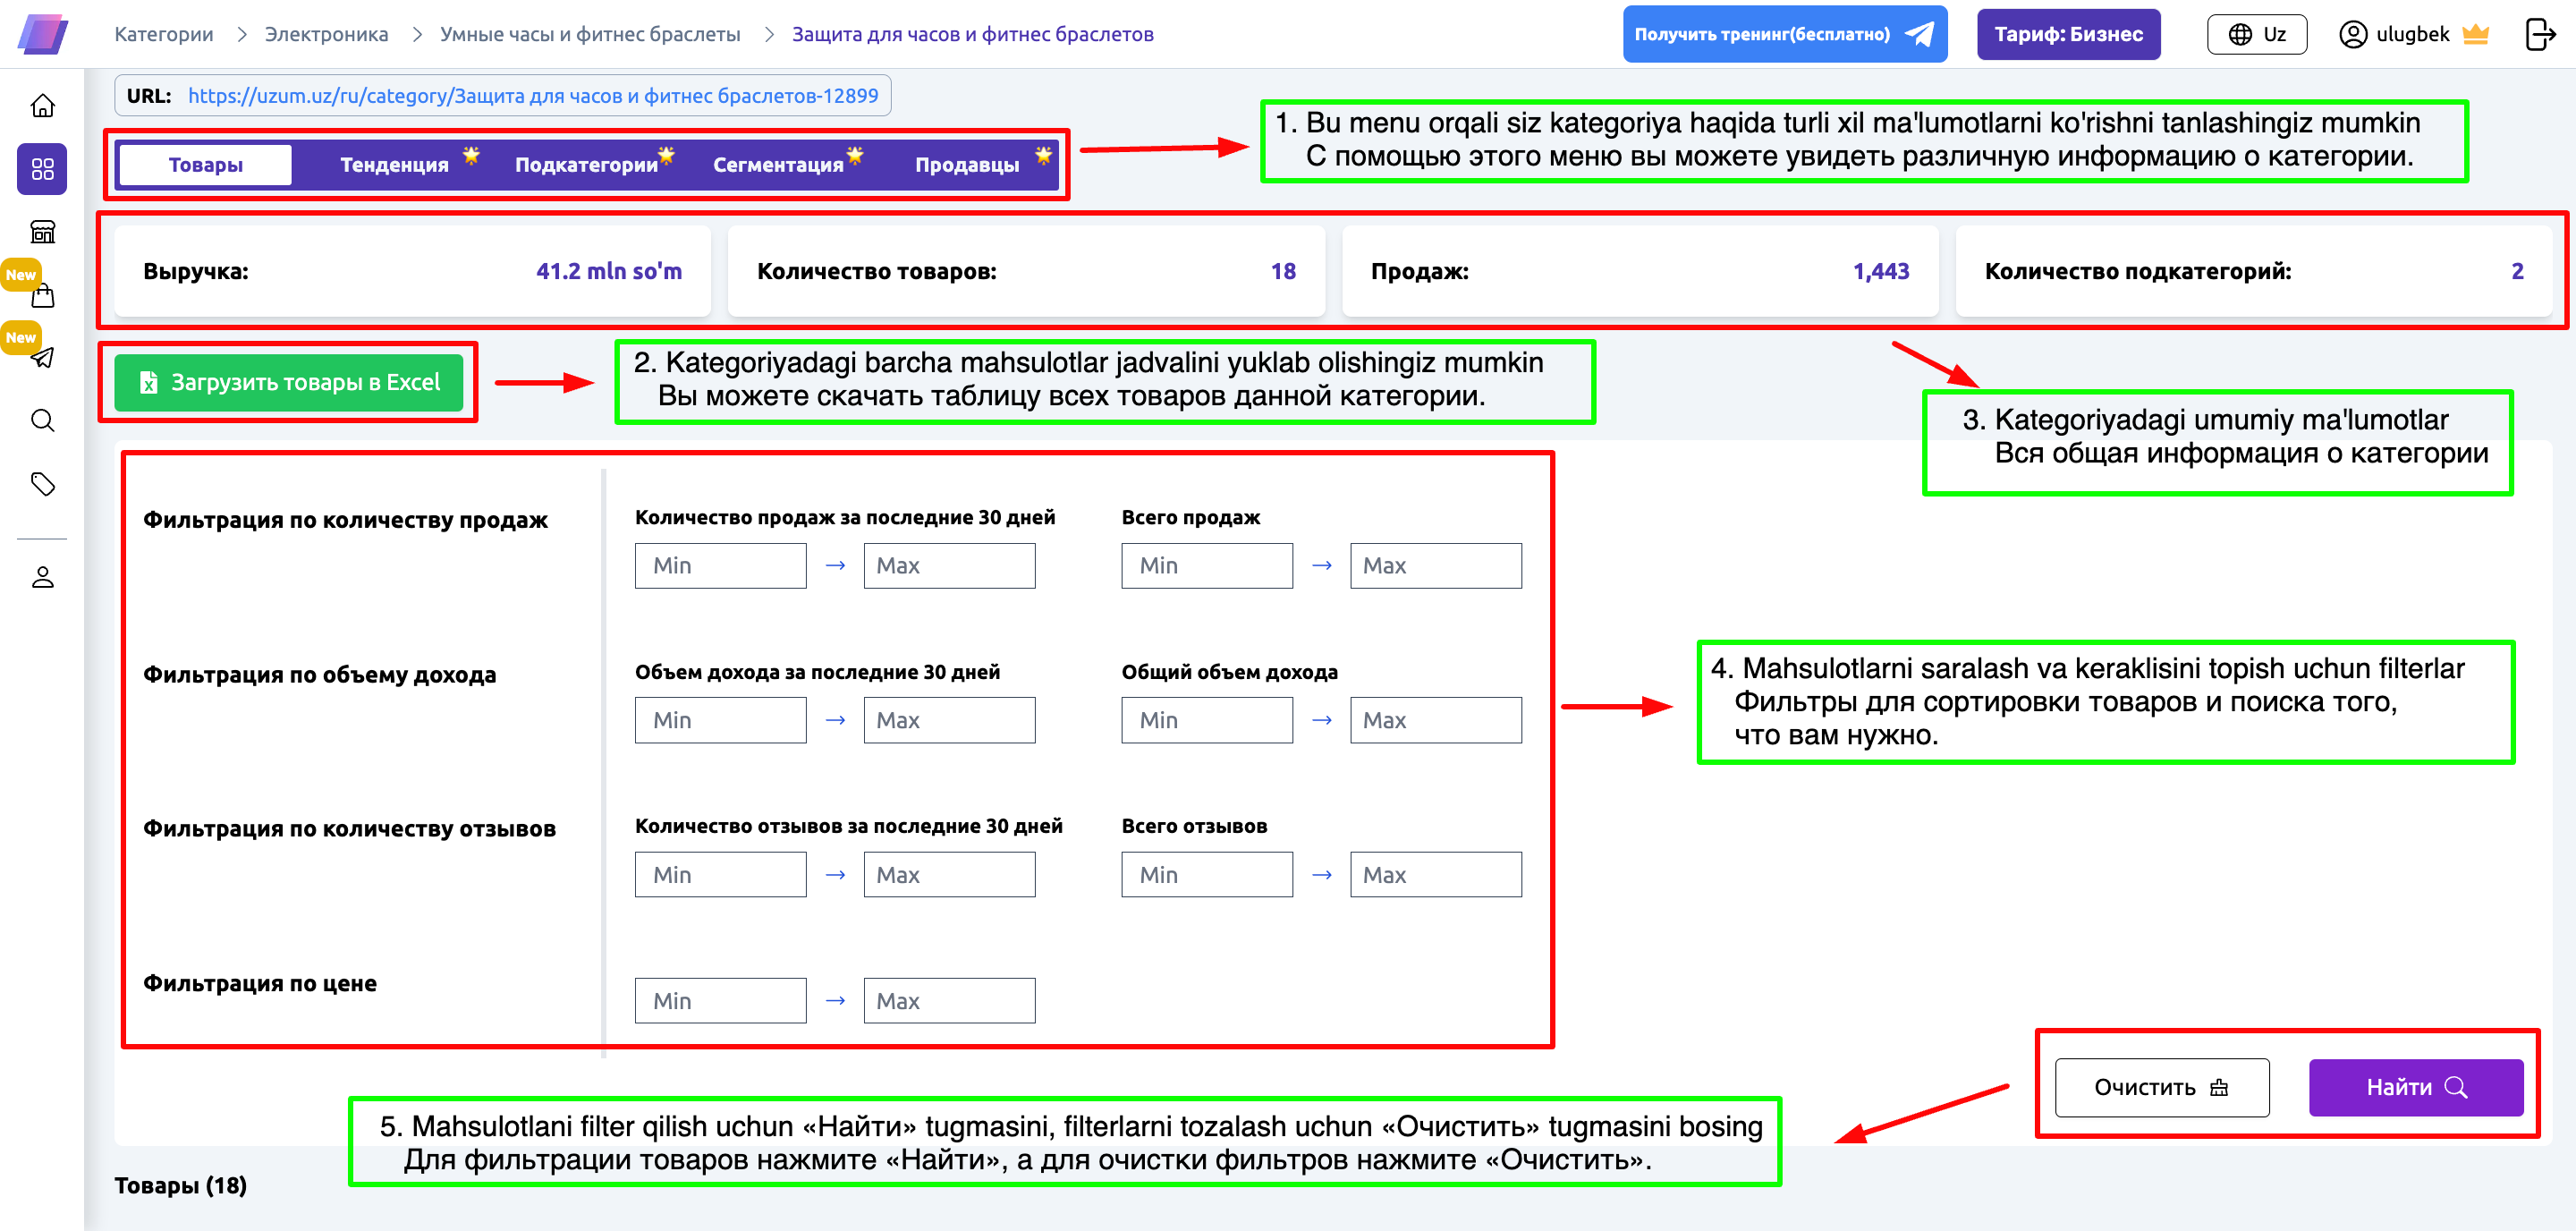 Категории > Электроника > Умные часы и фитнес браслеты > Защита для часов и фитнес браслетов
Получить тренинг(бесплатно)
Тариф: Бизнес
Uz
ulugbek
URL: https://uzum.uz/ru/category/Защита для часов и фитнес браслетов-12899
1. Bu menu orqali siz kategoriya haqida turli xil ma'lumotlarni ko'rishni tanlashingiz mumkin
С помощью этого меню вы можете увидеть различную информацию о категории.
Товары Тенденция Подкатегории Сегментация Продавцы
Выручка: 41.2 mln so'm
Количество товаров: 18
Продаж: 1,443
Количество подкатегорий: 2
New
New
Загрузить товары в Excel
2. Kategoriyadagi barcha mahsulotlar jadvalini yuklab olishingiz mumkin
Вы можете скачать таблицу всех товаров данной категории.
3. Kategoriyadagi umumiy ma'lumotlar
Вся общая информация о категории
Фильтрация по количеству продаж
Количество продаж за последние 30 дней
Min → Max
Всего продаж
Min → Max
Фильтрация по объему дохода
Объем дохода за последние 30 дней
Min → Max
Общий объем дохода
Min → Max
4. Mahsulotlarni saralash va keraklisini topish uchun filterlar
Фильтры для сортировки товаров и поиска того,
что вам нужно.
Фильтрация по количеству отзывов
Количество отзывов за последние 30 дней
Min → Max
Всего отзывов
Min → Max
Фильтрация по цене
Min → Max
Очистить
Найти
5. Mahsulotlani filter qilish uchun «Найти» tugmasini, filterlarni tozalash uchun «Очистить» tugmasini bosing
Для фильтрации товаров нажмите «Найти», а для очистки фильтров нажмите «Очистить».
Товары (18)